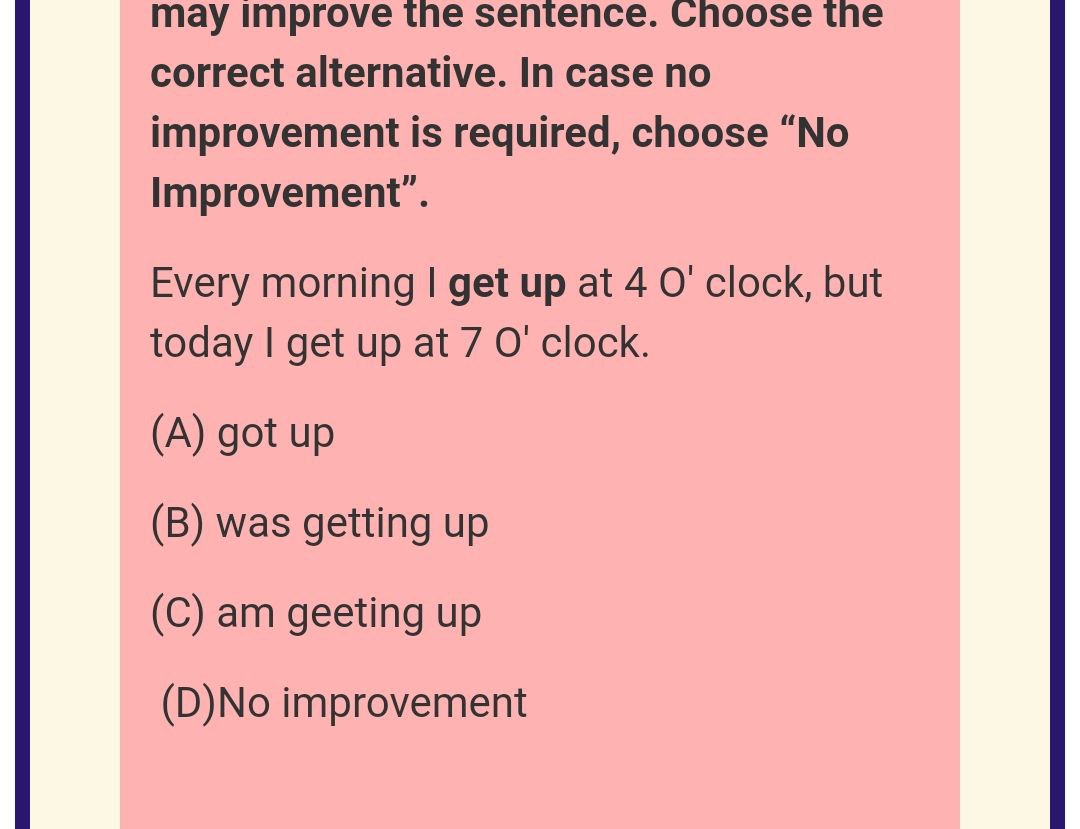 may improve the sentence. Choose the
correct alternative. In case no
improvement is required, choose “No
Improvement”.
Every morning I get up at 4 O' clock, but
today I get up at 7 O' clock.
(A) got up
(B) was getting up
(C) am geeting up
(D)No improvement